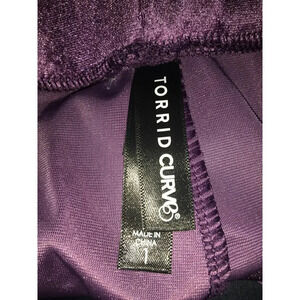 TORRID CURVE®
MADE IN
CHINA
1